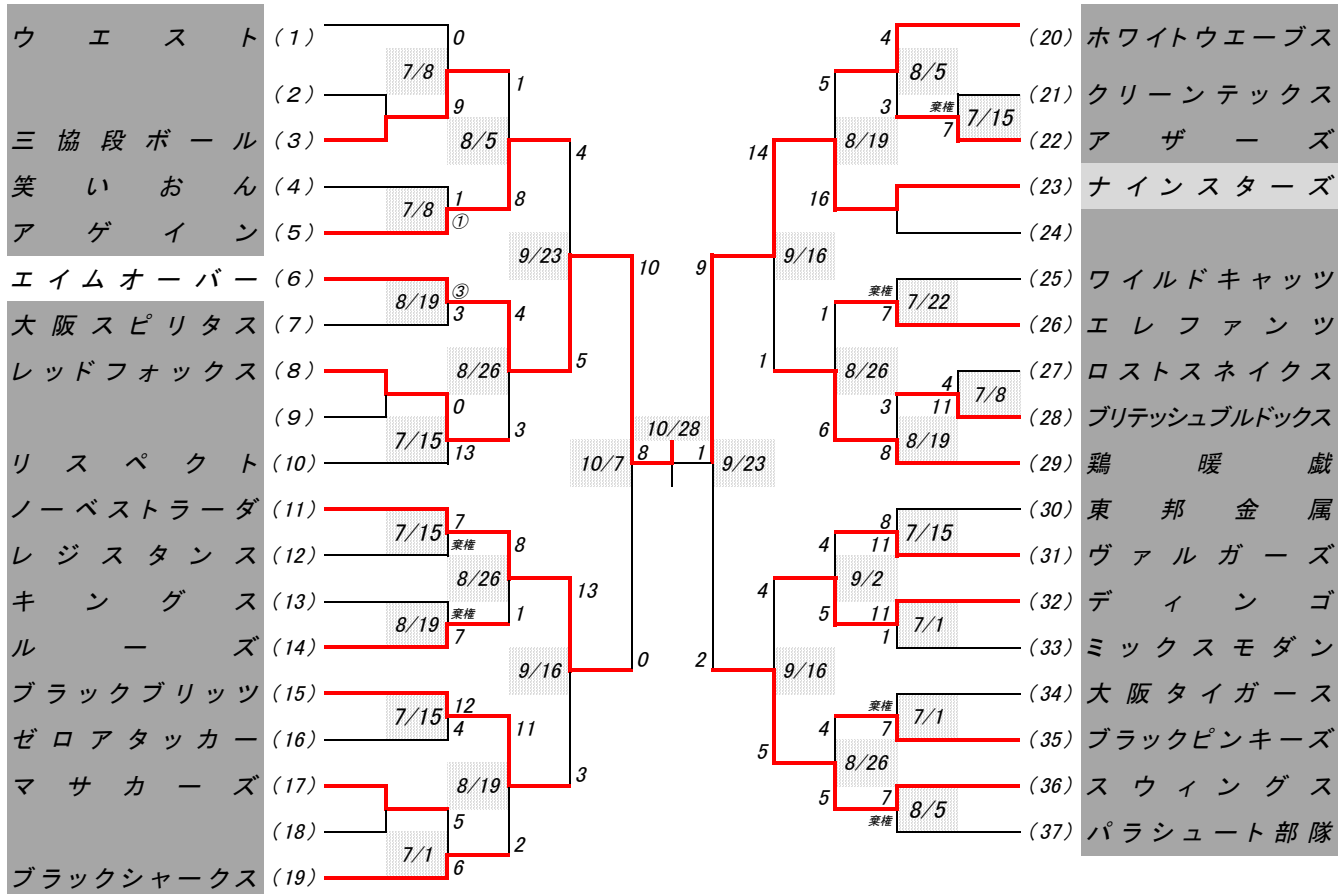 ウエスト (1)
(2)
三協段ボール (3)
笑いおん (4)
アゲイン (5)
エイムオーバー (6)
大阪スピリタス (7)
レッドフォックス (8)
(9)
リスペクト (10)
ノーベストラーダ (11)
レジスタンス (12)
キングス (13)
ルーズ (14)
ブラックブリッツ (15)
ゼロアタッカー (16)
マサカーズ (17)
(18)
ブラックシャークス (19)
0
7/8
9
1
8/5
1
7/8
①
8
4
9/23
③
8/19
3
4
8/26
5
0
7/15
13
3
10
7
7/15
棄権
8
8/26
棄権
8/19
7
1
13
9/16
12
7/15
4
11
8/19
5
7/1
6
2
3
0
10/7
8
10/28
1
9/23
9
2
14
9/16
1
5
8/19
16
4
8/5
3
棄権
7
7/15
棄権
7
7/22
1
8/26
6
3
8/19
8
4
11
7/8
4
9/16
5
8
11
7/15
4
9/2
5
11
1
7/1
棄権
7
7/1
4
8/26
5
7
棄権
8/5
(20) ホワイトウエーブス
(21) クリーンテックス
(22) アザーズ
(23) ナインスターズ
(24)
(25) ワイルドキャッツ
(26) エレファンツ
(27) ロストスネイクス
(28) ブリテッシュブルドックス
(29) 鶏暖戯
(30) 東邦金属
(31) ヴァルガーズ
(32) ディンゴ
(33) ミックスモダン
(34) 大阪タイガース
(35) ブラックピンキーズ
(36) スウィングス
(37) パラシュート部隊